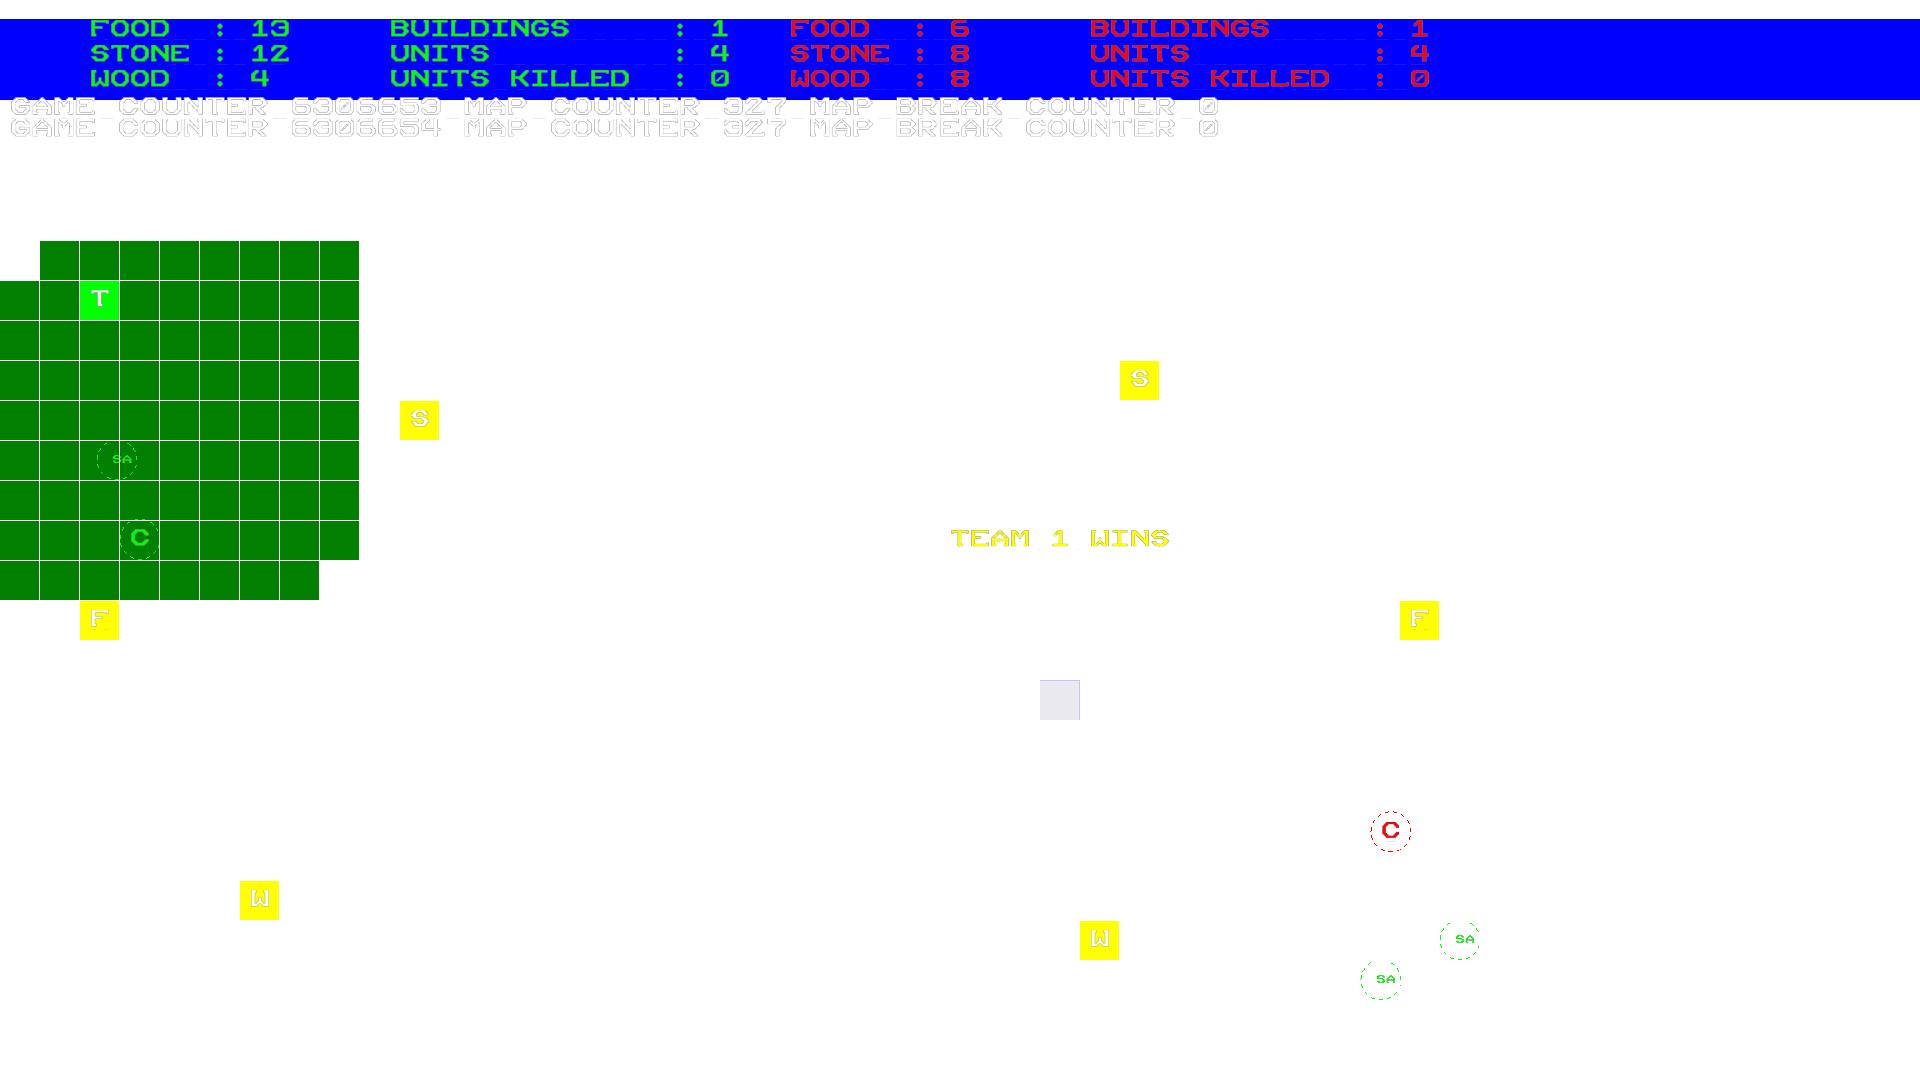 FOOD : 13 BUILDINGS : 1 FOOD : 6 BUILDINGS : 1
STONE : 12 UNITS : 4 STONE : 8 UNITS : 4
WOOD : 4 UNITS KILLED : 0 WOOD : 8 UNITS KILLED : 0
GAME COUNTER 6306653 MAP COUNTER 327 MAP BREAK COUNTER 0
GAME COUNTER 6306654 MAP COUNTER 327 MAP BREAK COUNTER 0
T
S
S
SA
C
TEAM 1 WINS
F
F
C
W
W
SA
SA